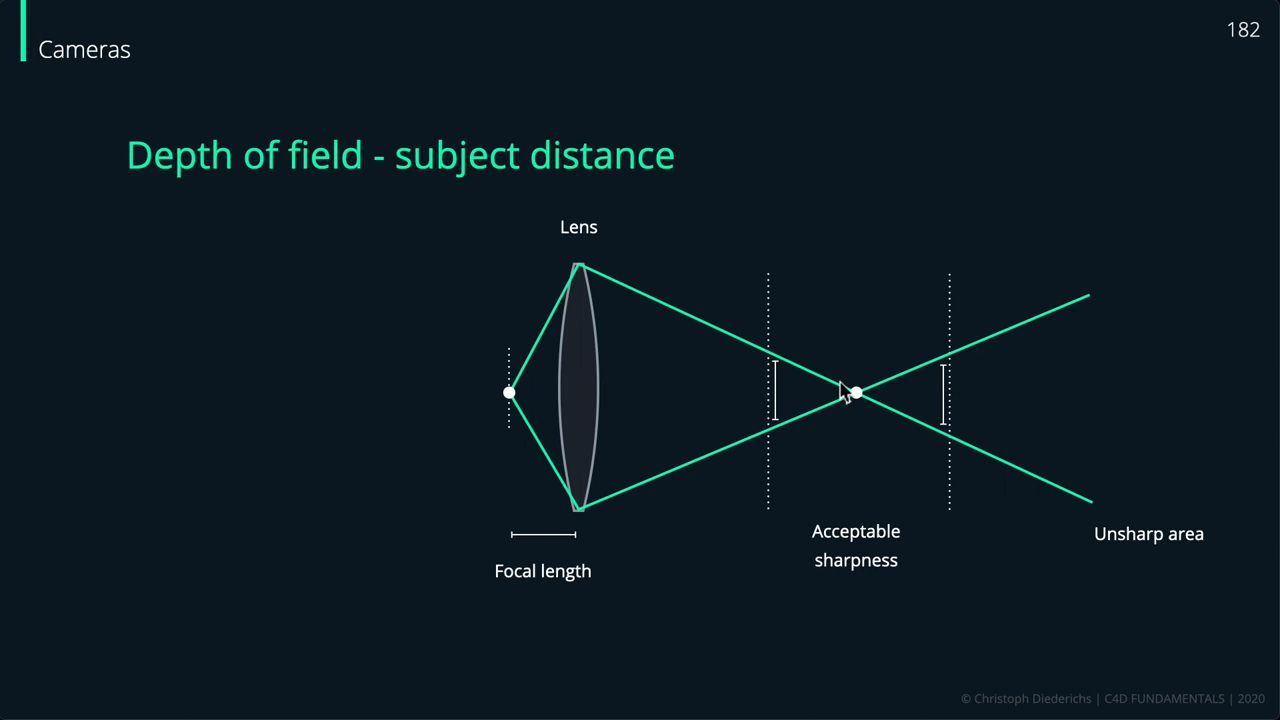 Cameras
182
Depth of field - subject distance
Lens
Acceptable
sharpness
Unsharp area
Focal length
© Christoph Diederichs | C4D FUNDAMENTALS | 2020